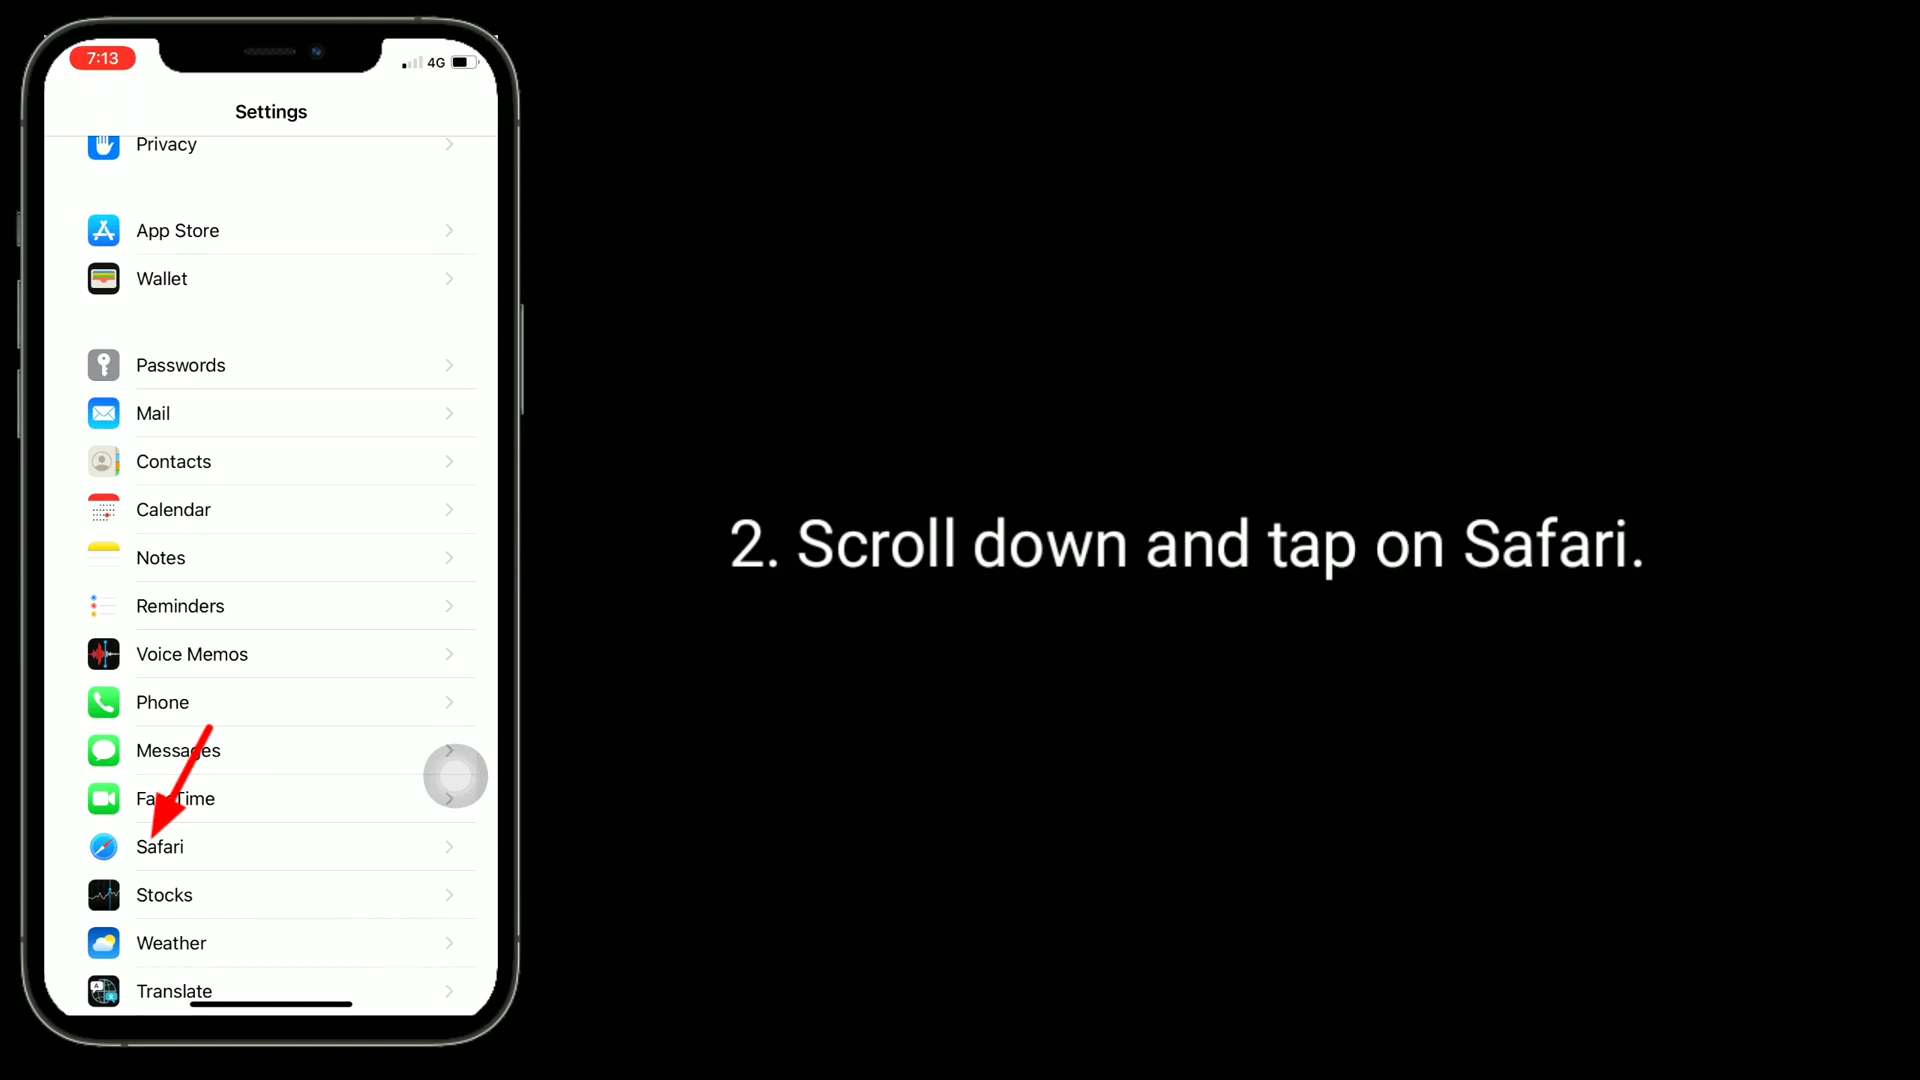 7:13
4G
Settings
Privacy
App Store
Wallet
Passwords
Mail
Contacts
Calendar
Notes
Reminders
Voice Memos
Phone
Messages
FaceTime
Safari
Stocks
Weather
Translate
2. Scroll down and tap on Safari.